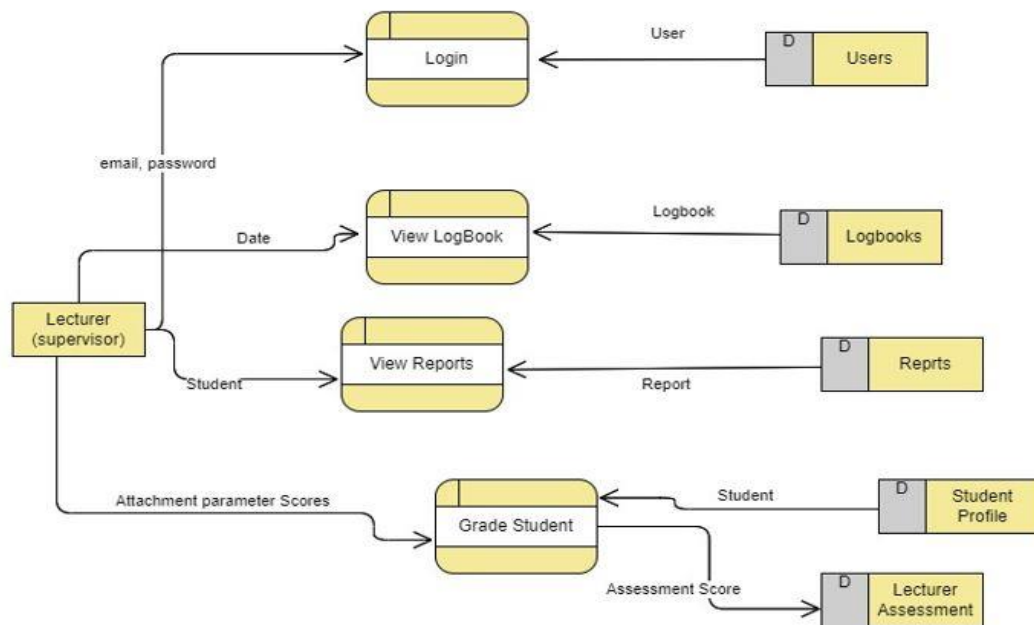 User
D
Users
Login
email, password
Logbook
D
Logbooks
Date
View LogBook
Lecturer
(supervisor)
D
Reprts
View Reports
Student
Report
Attachment parameter Scores
Student
D
Student
Profile
Grade Student
Assessment Score
D
Lecturer
Assessment